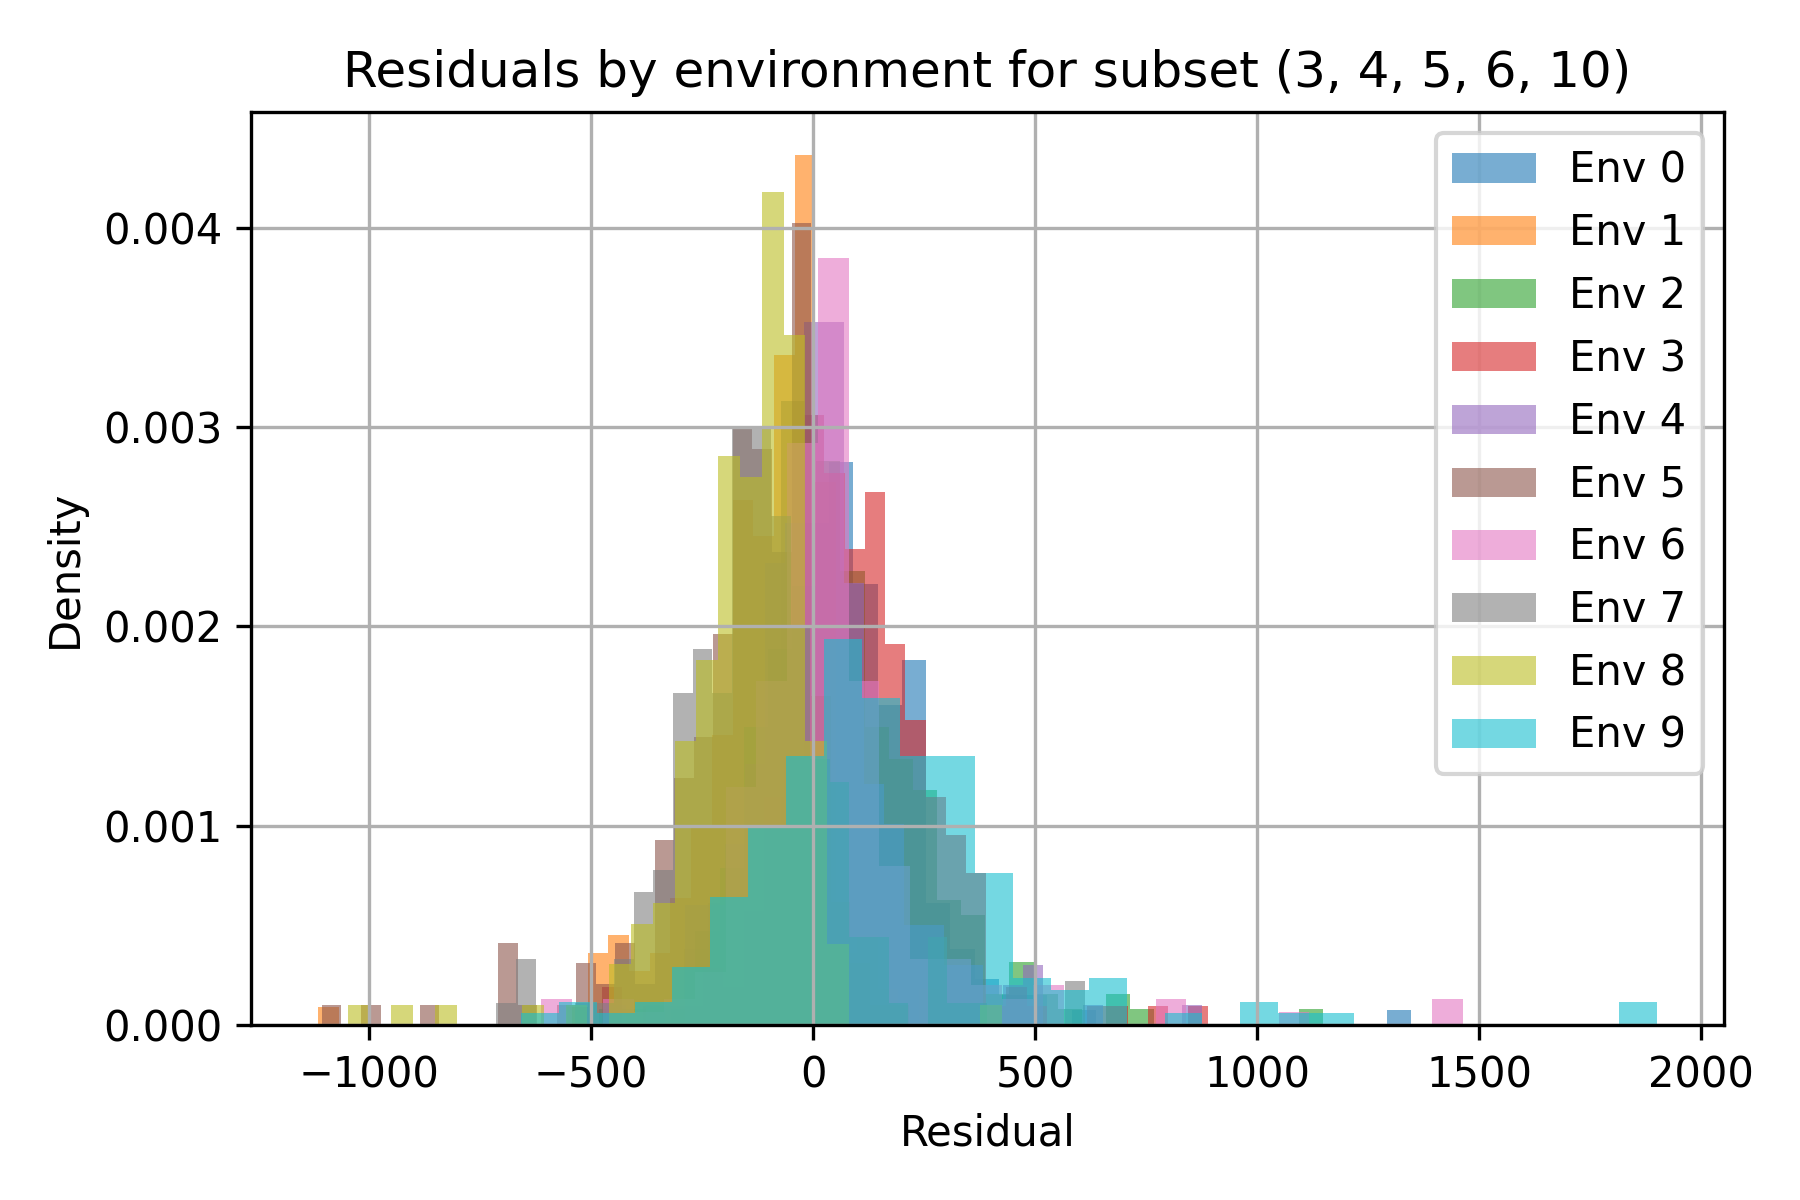 Residuals by environment for subset (3, 4, 5, 6, 10)
Density
0.004
0.003
0.002
0.001
0.000
−1000
−500
0
500
1000
1500
2000
Residual
Env 0
Env 1
Env 2
Env 3
Env 4
Env 5
Env 6
Env 7
Env 8
Env 9